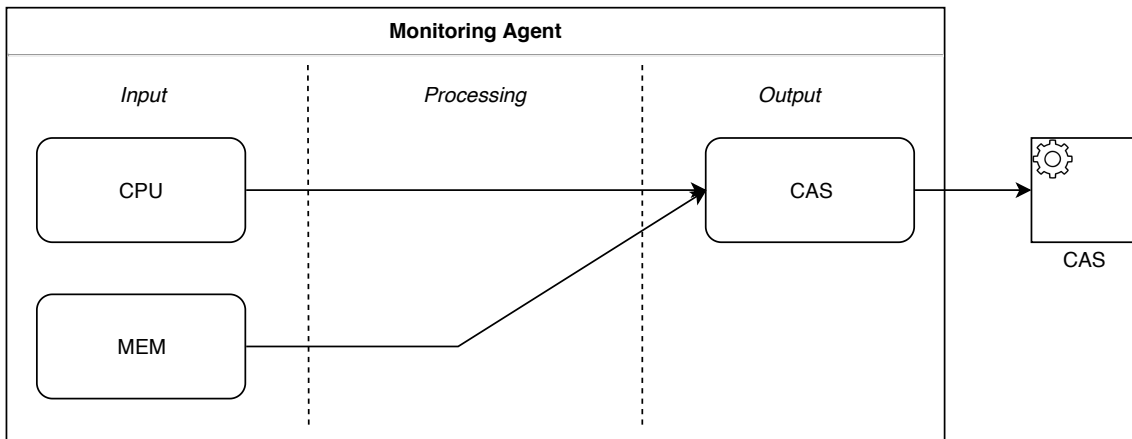 Monitoring Agent
Input
Processing
Output
CPU
CAS
CAS
MEM